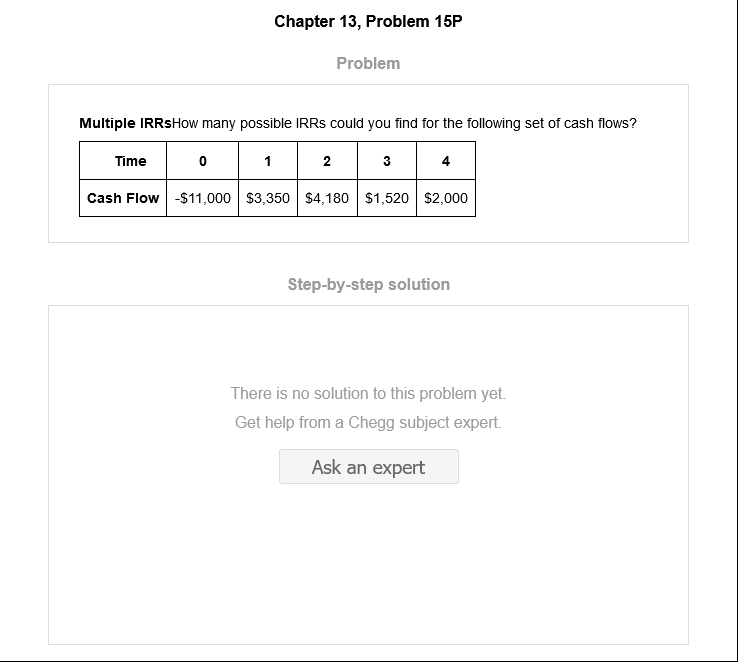 Chapter 13, Problem 15P
Problem
Multiple IRRsHow many possible IRRs could you find for the following set of cash flows?
Time 0 1 2 3 4
Cash Flow -$11,000 $3,350 $4,180 $1,520 $2,000
Step-by-step solution
There is no solution to this problem yet.
Get help from a Chegg subject expert.
Ask an expert